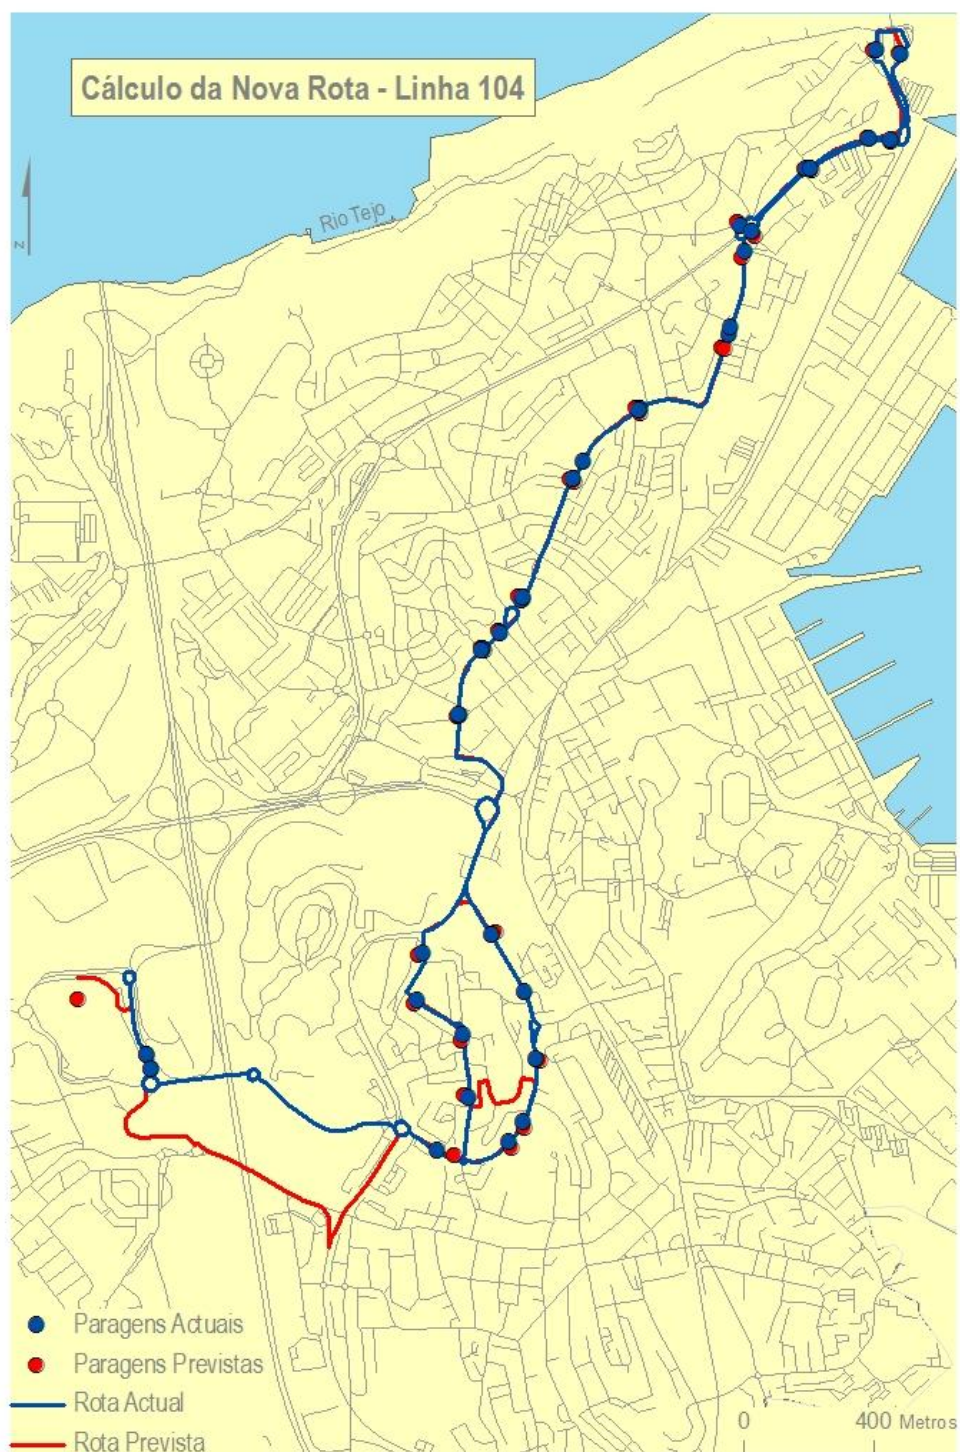 Cálculo da Nova Rota - Linha 104
Rio Tejo
N
Paragens Actuais
Paragens Previstas
Rota Actual
Rota Prevista
0 400 Metros